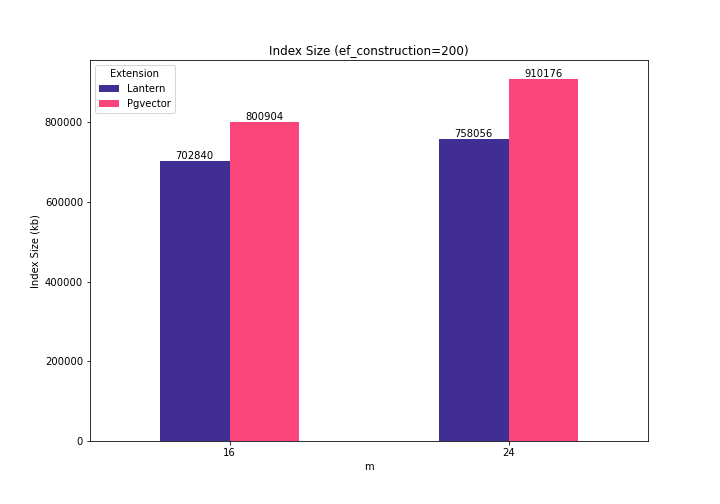 Index Size (ef_construction=200)
Extension
Lantern
Pgvector
910176
800904
758056
702840
800000
600000
400000
200000
0
Index Size (kb)
16
24
m